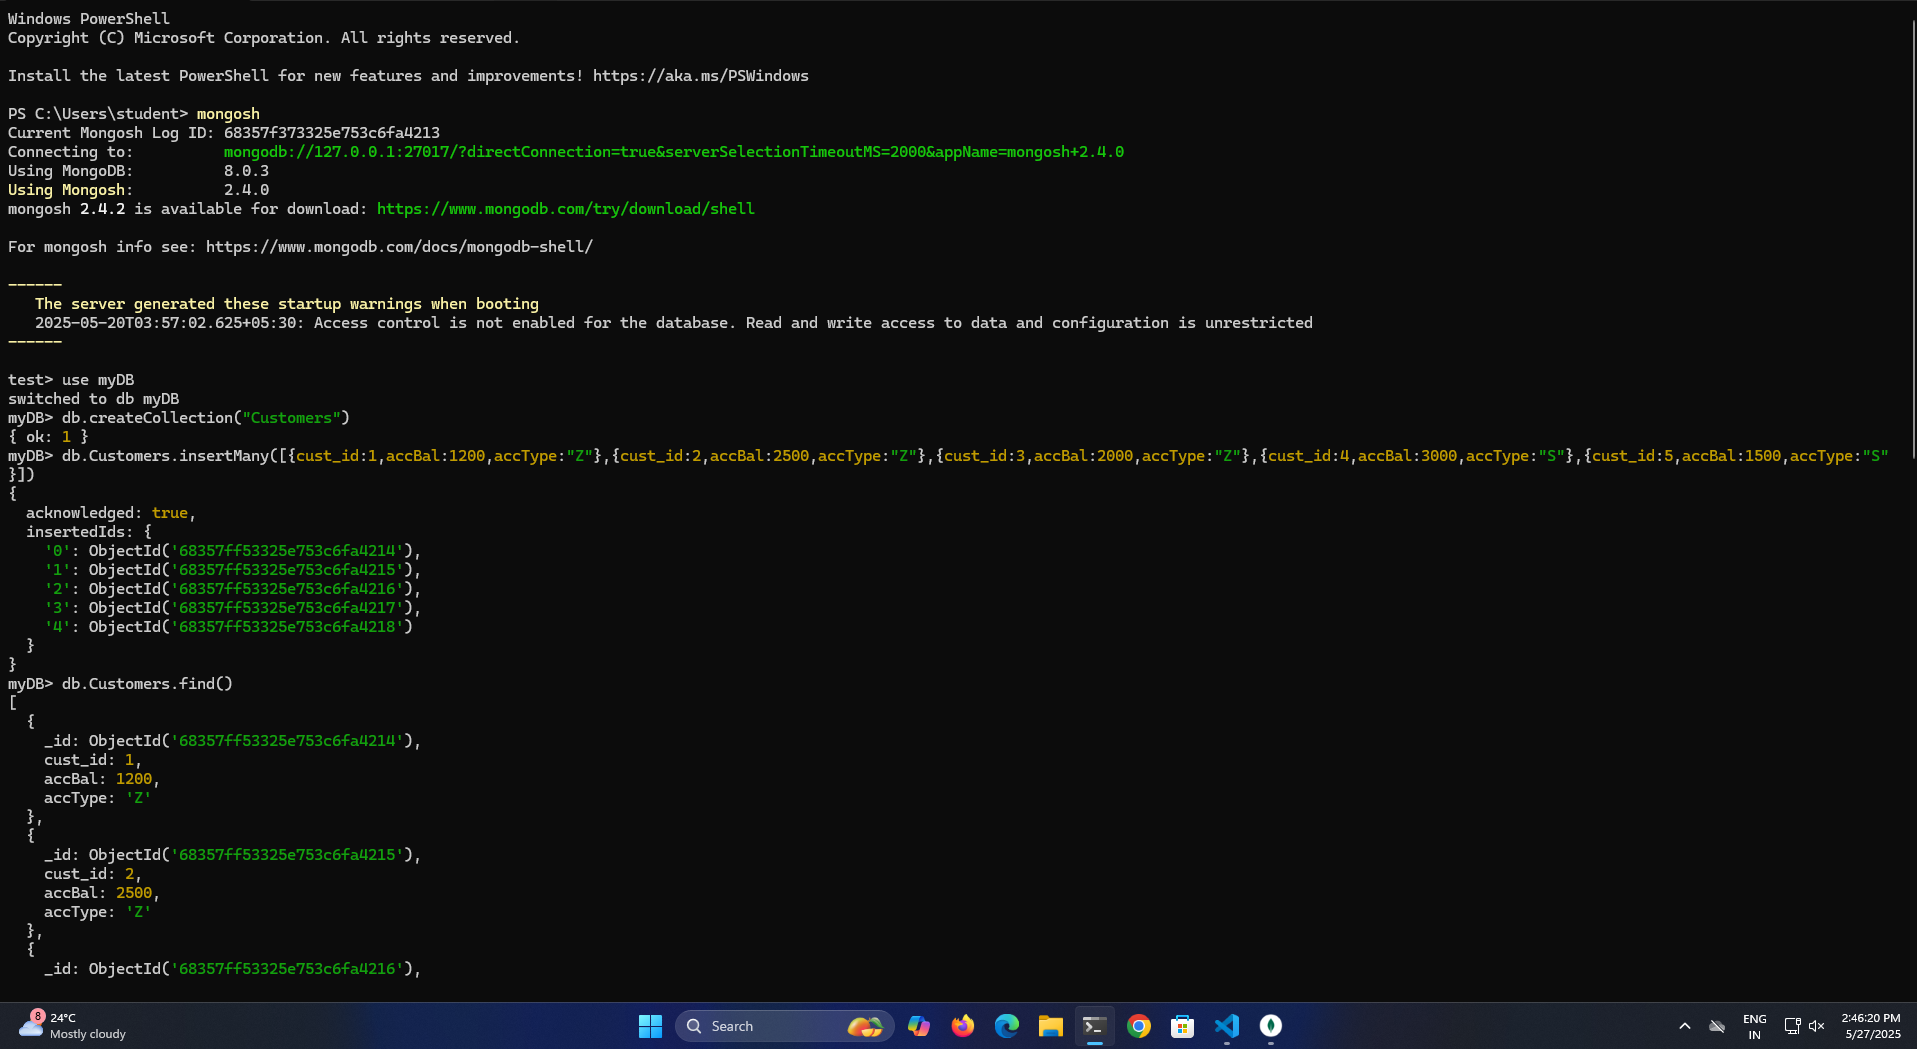 Windows PowerShell
Copyright (C) Microsoft Corporation. All rights reserved.
Install the latest PowerShell for new features and improvements! https://aka.ms/PSWindows
PS C:\Users\student> mongosh
Current Mongosh Log ID: 68357f373325e753c6fa4213
Connecting to:          mongodb://127.0.0.1:27017/?directConnection=true&serverSelectionTimeoutMS=2000&appName=mongosh+2.4.0
Using MongoDB:          8.0.3
Using Mongosh:          2.4.0
mongosh 2.4.2 is available for download: https://www.mongodb.com/try/download/shell
For mongosh info see: https://www.mongodb.com/docs/mongodb-shell/
------
   The server generated these startup warnings when booting
   2025-05-20T03:57:02.625+05:30: Access control is not enabled for the database. Read and write access to data and configuration is unrestricted
------
test> use myDB
switched to db myDB
myDB> db.createCollection("Customers")
{ ok: 1 }
myDB> db.Customers.insertMany([{cust_id:1,accBal:1200,accType:"Z"},{cust_id:2,accBal:2500,accType:"Z"},{cust_id:3,accBal:2000,accType:"Z"},{cust_id:4,accBal:3000,accType:"S"},{cust_id:5,accBal:1500,accType:"S"
}])
{
  acknowledged: true,
  insertedIds: {
    '0': ObjectId('68357ff53325e753c6fa4214'),
    '1': ObjectId('68357ff53325e753c6fa4215'),
    '2': ObjectId('68357ff53325e753c6fa4216'),
    '3': ObjectId('68357ff53325e753c6fa4217'),
    '4': ObjectId('68357ff53325e753c6fa4218')
  }
}
myDB> db.Customers.find()
[
  {
    _id: ObjectId('68357ff53325e753c6fa4214'),
    cust_id: 1,
    accBal: 1200,
    accType: 'Z'
  },
  {
    _id: ObjectId('68357ff53325e753c6fa4215'),
    cust_id: 2,
    accBal: 2500,
    accType: 'Z'
  },
  {
    _id: ObjectId('68357ff53325e753c6fa4216'),
8
24°C
Mostly cloudy
Search
ENG
IN
2:46:20 PM
5/27/2025